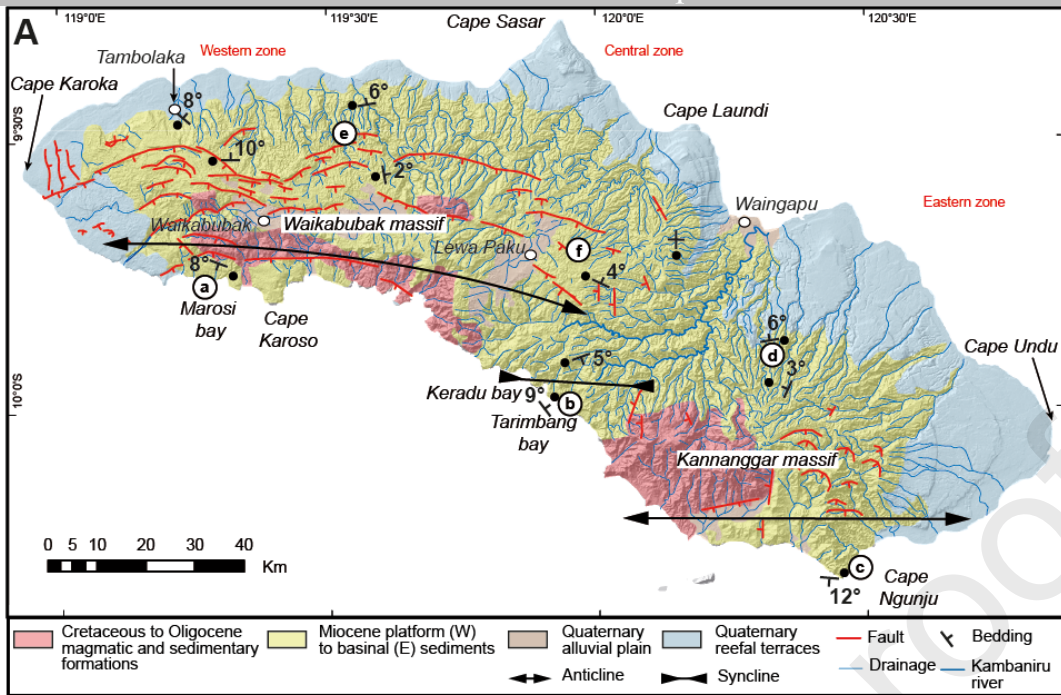 A
119°0'E
119°30'E
120°0'E
120°30'E
Cape Sasar
Western zone
Central zone
Tambolaka
Cape Karoka
8°
6°
Cape Laundi
9°30'S
e
10°
2°
Waingapu
Eastern zone
Waikabubak
Waikabubak massif
Lewa Paku
f
8°
4°
a
Marosi
bay
Cape
Karoso
6°
d
Cape Undu
5°
3°
10°0'S
Keradu bay
9°
b
Tarimbang
bay
Kannanggar massif
0 5 10 20 30 40
Km
c
Cape
Ngunju
12°
Cretaceous to Oligocene
magmatic and sedimentary
formations
Miocene platform (W)
to basinal (E) sediments
Quaternary
alluvial plain
Quaternary
reefal terraces
Fault
Bedding
Drainage
Kambaniru
river
Anticline
Syncline